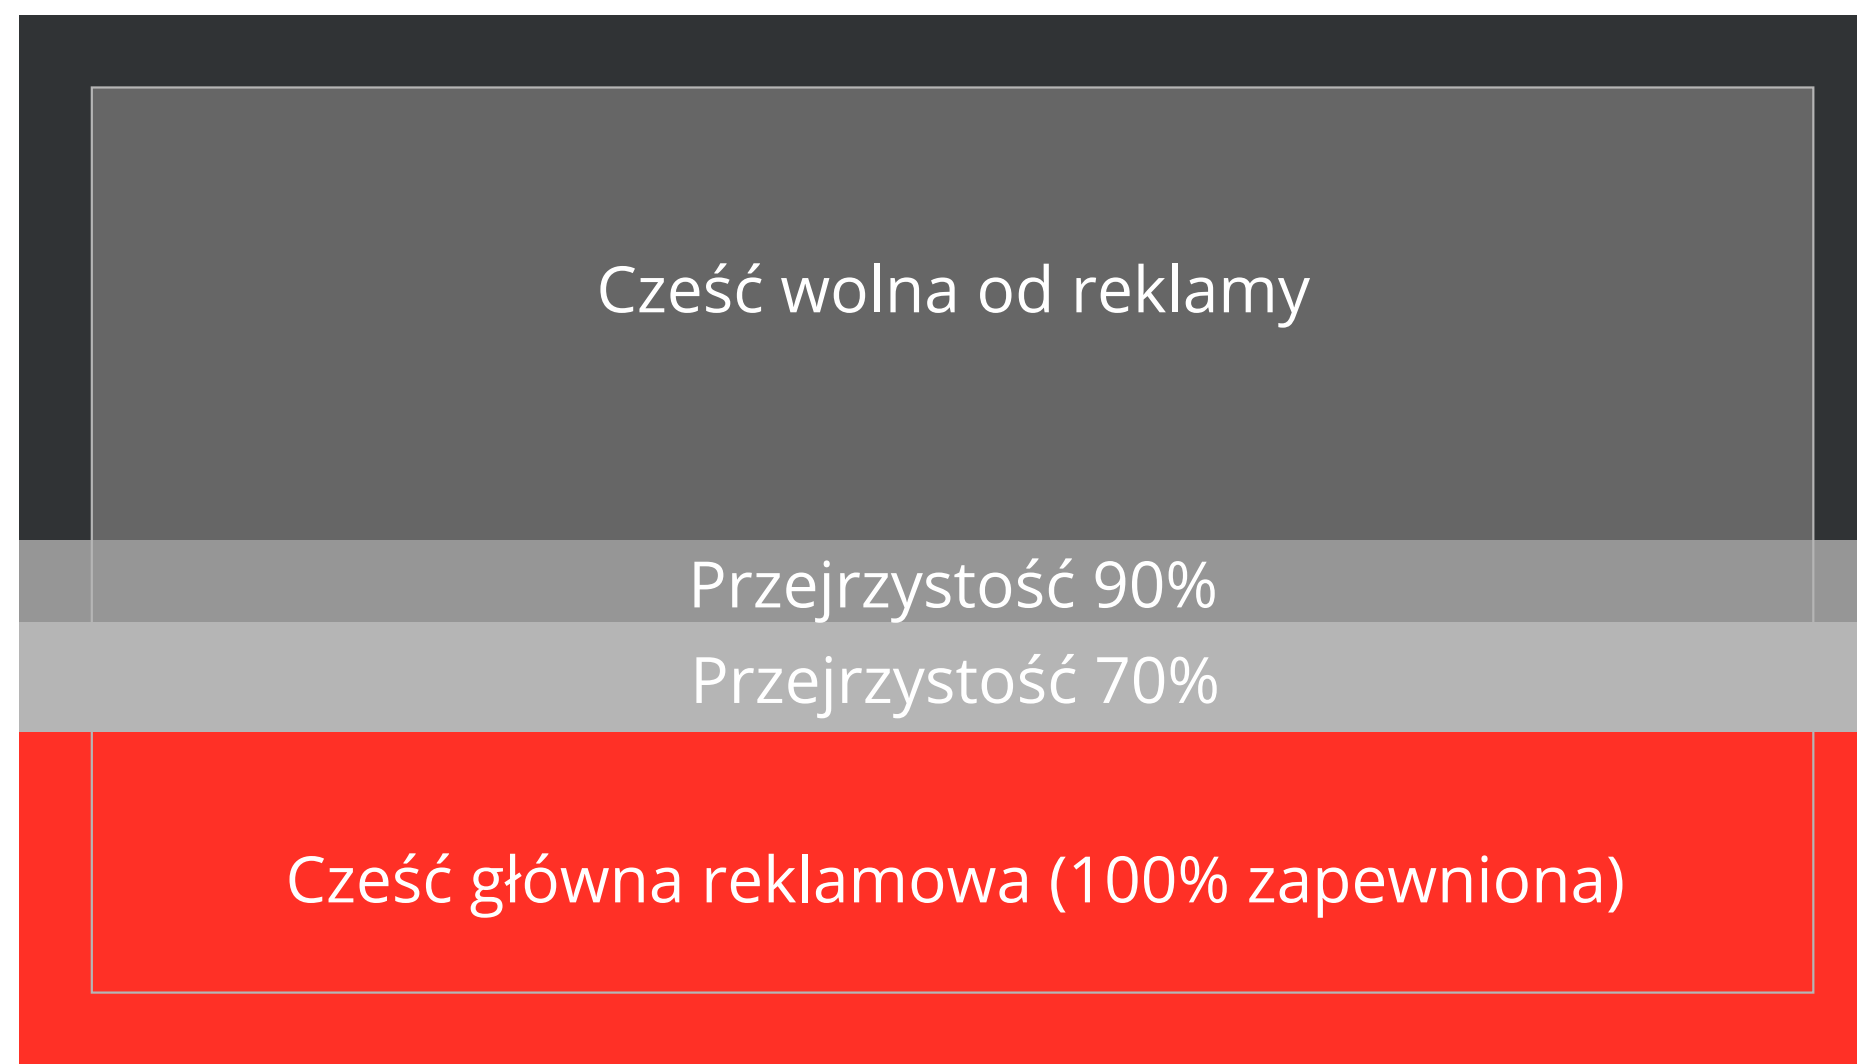 Cześć wolna od reklamy
Przejrzystość 90%
Przejrzystość 70%
Cześć główna reklamowa (100% zapewniona)